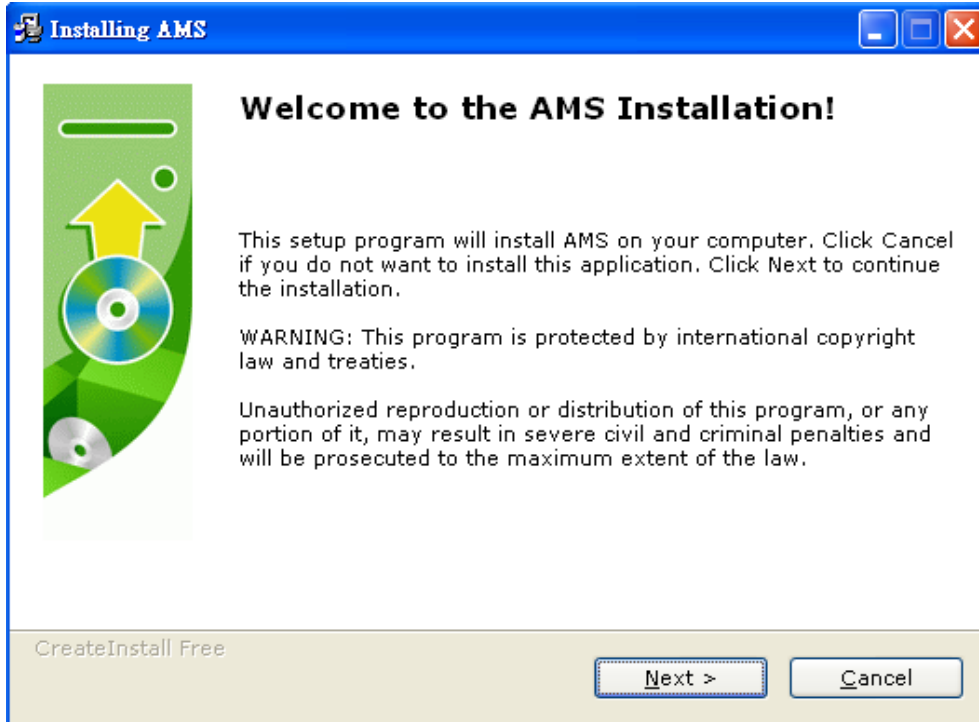 Installing AMS
Welcome to the AMS Installation!
This setup program will install AMS on your computer. Click Cancel
if you do not want to install this application. Click Next to continue
the installation.
WARNING: This program is protected by international copyright
law and treaties.
Unauthorized reproduction or distribution of this program, or any
portion of it, may result in severe civil and criminal penalties and
will be prosecuted to the maximum extent of the law.
CreateInstall Free
Next >
Cancel